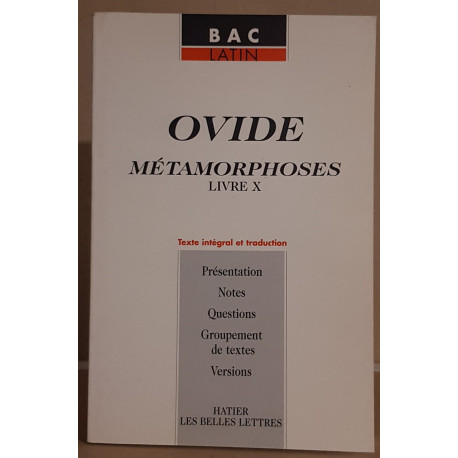 BAC
LATIN
OVIDE
MÉTAMORPHOSES
LIVRE X
Texte intégral et traduction
Présentation
Notes
Questions
Groupement
de textes
Versions
HATIER
LES BELLES LETTRES